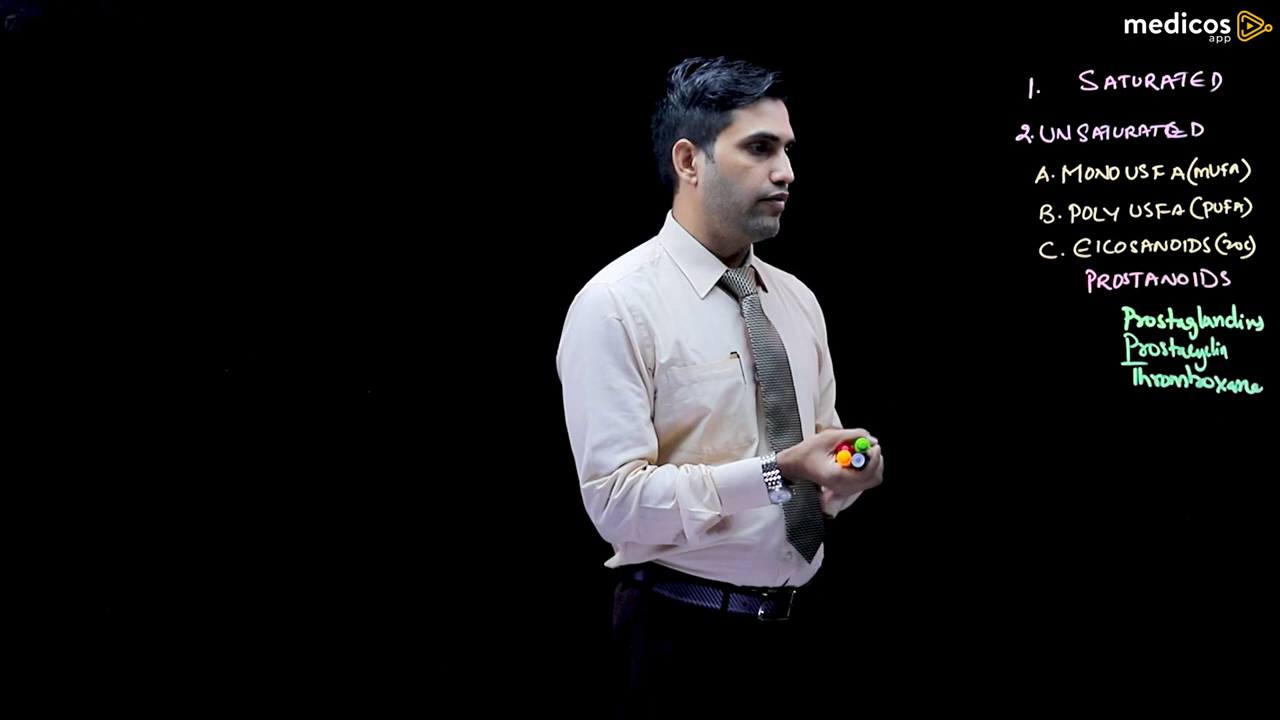 medicos
app
1. SATURATED
2. UNSATURATED
A. MONO USFA (MUFA)
B. POLY USFA (PUFA)
C. EICOSANOIDS (20C)
PROSTANOIDS
Prostaglandins
Prostacyclin
Thromboxane